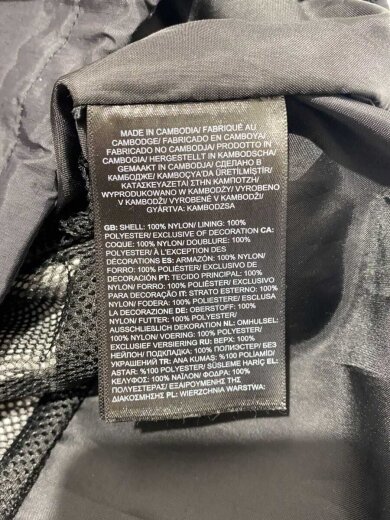 MADE IN CAMBODIA/ FABRIQUÉ AU
CAMBODGE/ FABRICADO EN CAMBOYA/
FABRICADO NO CAMBODJA/ PRODOTTO IN
CAMBOGIA/ HERGESTELLT IN KAMBODSCHA/
GEMAAKT IN CAMBODJA/ СДЕЛАНО В
КАМБОДЖЕ/ KAMBOÇYA'DA ÜRETİLMİŞTİR/
ΚΑΤΑΣΚΕΥΑΖΕΤΑΙ ΣΤΗΝ ΚΑΜΠΟΤΖΗ/
WYPRODUKOWANO W KAMBODŻY/ VYROBENO
V KAMBODŽI/ VYROBENÉ V KAMBODŽI/
GYÁRTVA: KAMBODZSA
GB: SHELL: 100% NYLON/ LINING: 100%
POLYESTER/ EXCLUSIVE OF DECORATION CA:
COQUE: 100% NYLON/ DOUBLURE: 100%
POLYESTER/ À L'EXCEPTION DES
DÉCORATIONS ES: ARMAZÓN: 100% NYLON/
FORRO: 100% POLIÉSTER/ EXCLUSIVO DE
DECORACIÓN PT: TECIDO PRINCIPAL: 100%
NYLON/ FORRO: 100% POLIÉSTER/ EXCLUSIVO
PARA DECORAÇÃO IT: STRATO ESTERNO: 100%
NYLON/ FODERA: 100% POLIESTERE/ ESCLUSA
LA DECORAZIONE DE: OBERSTOFF: 100%
NYLON/ FUTTER: 100% POLYESTER/
AUSSCHLIEßLICH DEKORATION NL: OMHULSEL:
100% NYLON/ VOERING: 100% POLYESTER/
EXCLUSIEF VERSIERING RU: ВЕРХ: 100%
НЕЙЛОН/ ПОДКЛАДКА: 100% ПОЛИЭСТЕР/ БЕЗ
УКРАШЕНИЙ TR: ANA KUMAŞ: %100 POLİAMİD/
ASTAR: %100 POLYESTER/ SÜSLEME HARİÇ EL:
ΚΕΛΥΦΟΣ: 100% ΝΑΪΛΟΝ/ ΦΟΔΡΑ: 100%
ΠΟΛΥΕΣΤΕΡΑΣ/ ΕΞΑΙΡΟΥΜΕΝΗΣ ΤΗΣ
ΔΙΑΚΟΣΜΗΣΗΣ PL: WIERZCHNIA WARSTWA: